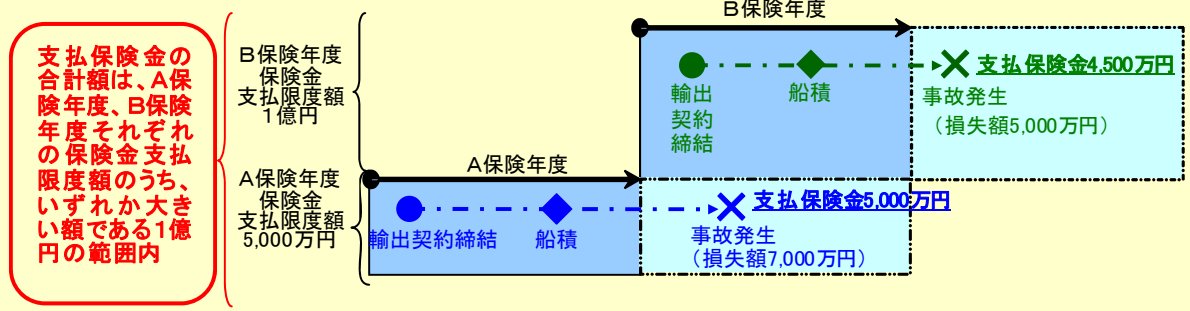 支払保険金の
合計額は、A保
険年度、B保険
年度それぞれ
の保険金支払
限度額のうち、
いずれか大き
い額である1億
円の範囲内
B保険年度
保険金
支払限度額
1億円
A保険年度
保険金
支払限度額
5,000万円
B保険年度
輸出
契約
締結
船積
支払保険金4,500万円
事故発生
（損失額5,000万円）
A保険年度
輸出契約締結
船積
支払保険金5,000万円
事故発生
（損失額7,000万円）